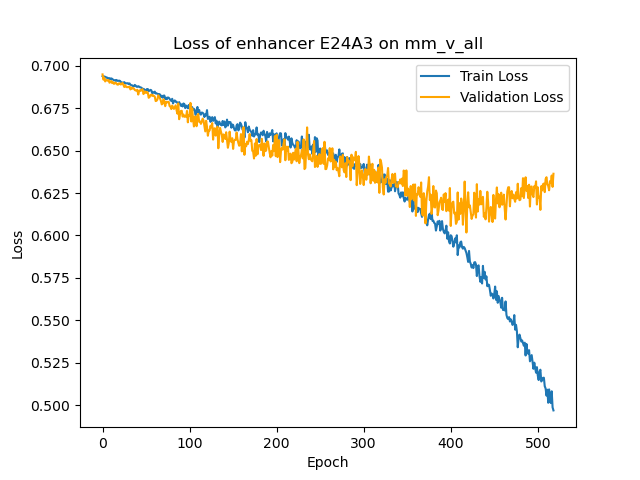 Loss of enhancer E24A3 on mm_v_all
Train Loss
Validation Loss
0.700
0.675
0.650
0.625
0.600
0.575
0.550
0.525
0.500
Loss
0 100 200 300 400 500
Epoch